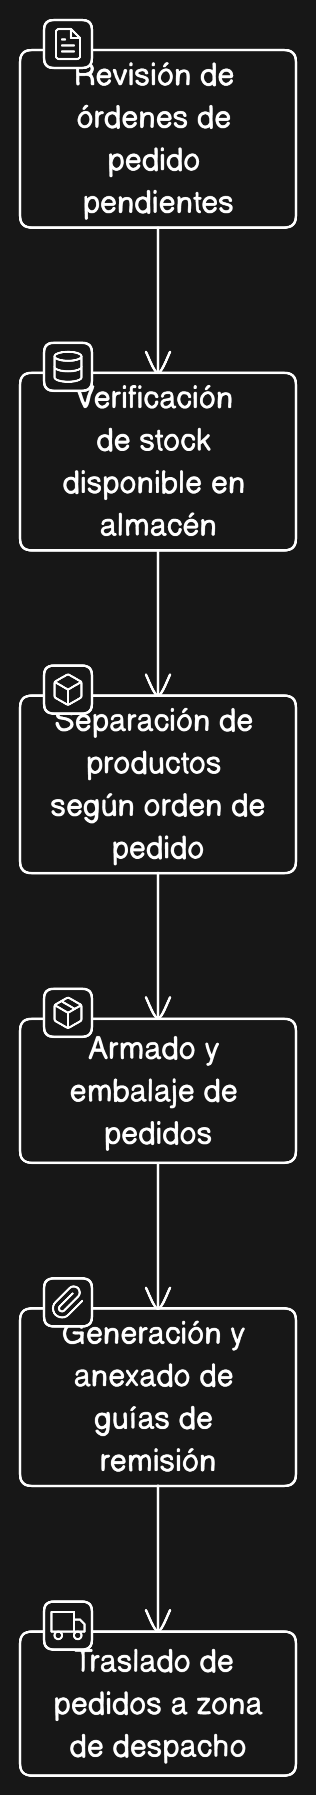 Revisión de
órdenes de
pedido
pendientes
Verificación
de stock
disponible en
almacén
Separación de
productos
según orden de
pedido
Armado y
embalaje de
pedidos
Generación y
anexado de
guías de
remisión
Traslado de
pedidos a zona
de despacho